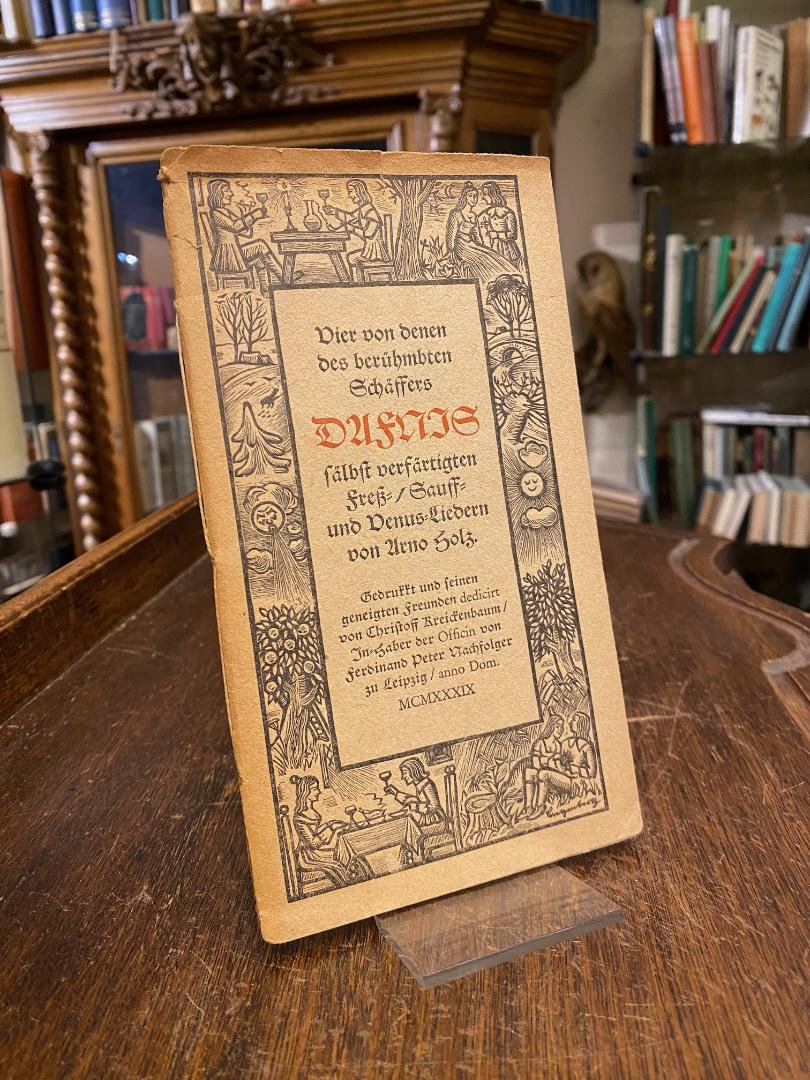 Vier von denen
des berühmbten
Schäffers
DAFNIS
sälbst verfärtigten
Freß-/Sauff-
und Venus-Liedern
von Arno Holz.
Gedrukkt und seinen
geneigten Freunden dedicirt
von Christoff Kreickenbaum/
In-Haber der Officin von
Ferdinand Peter Nachfolger
zu Leipzig/anno Dom.
MCMXXXIX